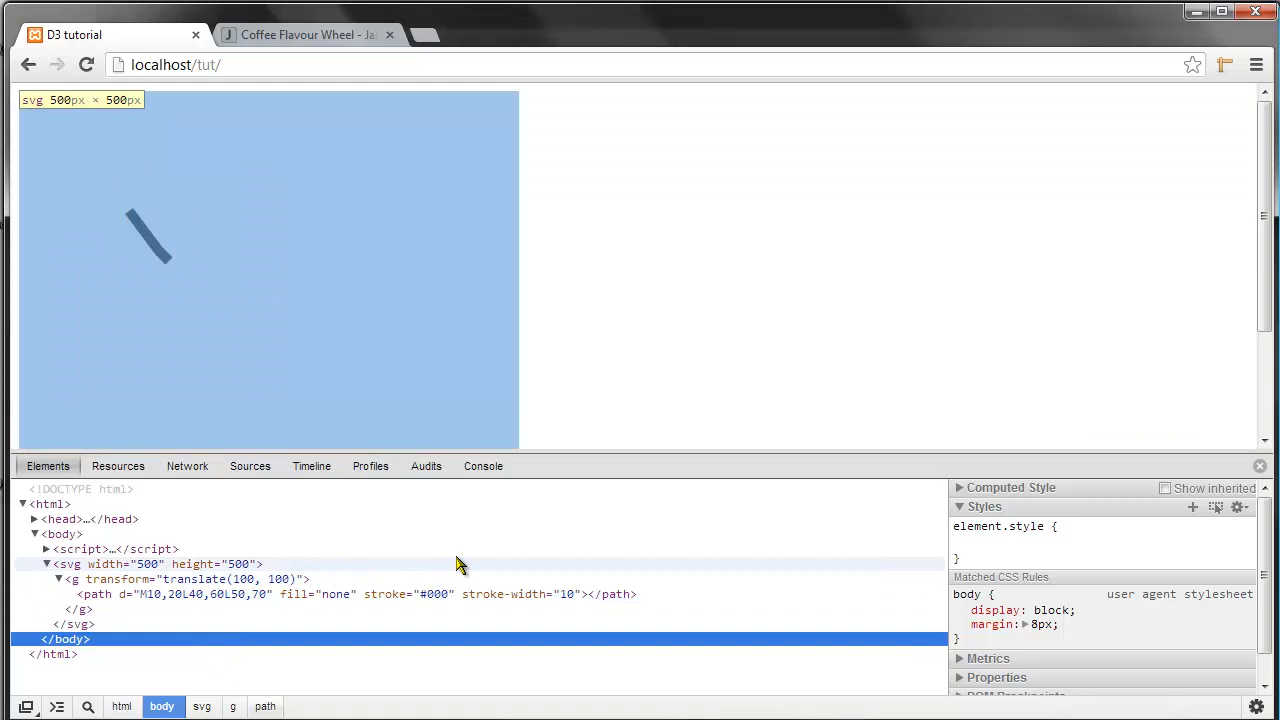 D3 tutorial
Coffee Flavour Wheel - Ja
localhost/tut/
svg 500px × 500px
Elements Resources Network Sources Timeline Profiles Audits Console
<!DOCTYPE html>
▼<html>
▶<head>…</head>
▼<body>
▶<script>…</script>
▼<svg width="500" height="500">
▼<g transform="translate(100, 100)">
<path d="M10,20L40,60L50,70" fill="none" stroke="#000" stroke-width="10"></path>
</g>
</svg>
</body>
</html>
▶ Computed Style Show inherited
▼ Styles
element.style {
}
Matched CSS Rules
body { user agent stylesheet
display: block;
margin:▶8px;
}
▶ Metrics
▶ Properties
html body svg g path